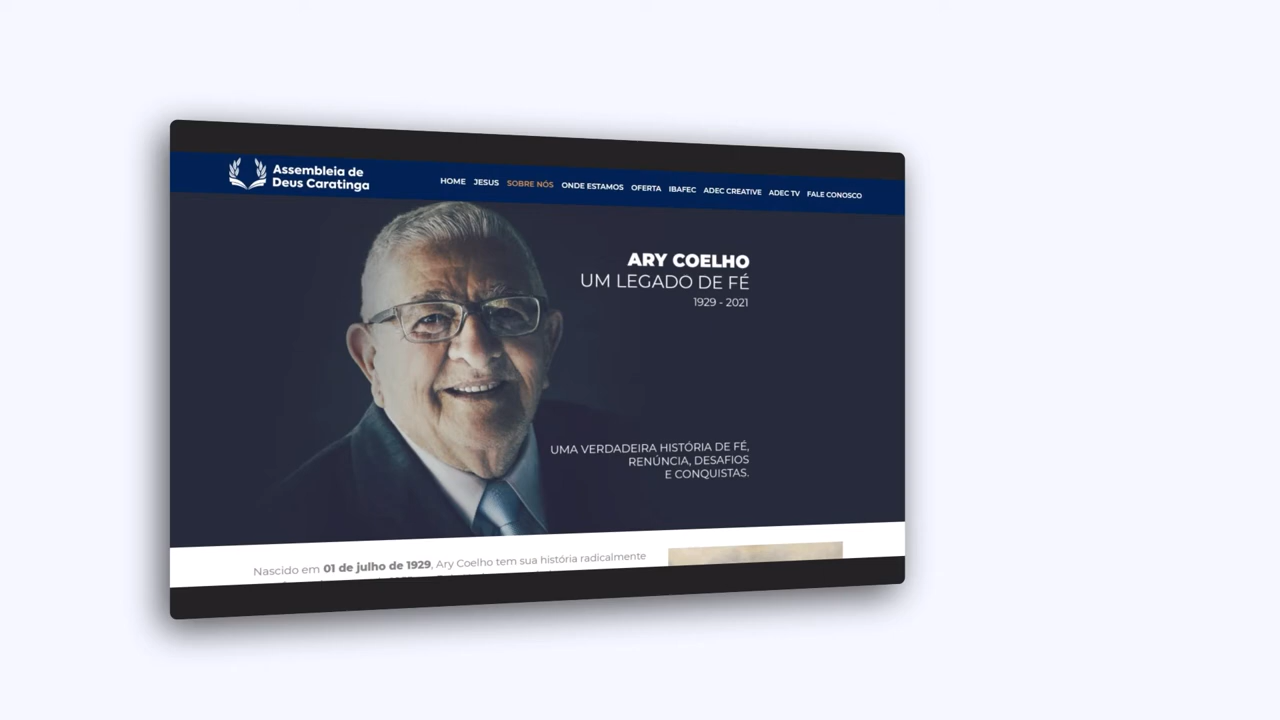 Assembleia de
Deus Caratinga
HOME JESUS SOBRE NÓS ONDE ESTAMOS OFERTA IBAFEC ADEC CREATIVE ADEC TV FALE CONOSCO
ARY COELHO
UM LEGADO DE FÉ
1929 - 2021
UMA VERDADEIRA HISTÓRIA DE FÉ,
RENÚNCIA, DESAFIOS
E CONQUISTAS.
Nascido em 01 de julho de 1929, Ary Coelho tem sua história radicalmente